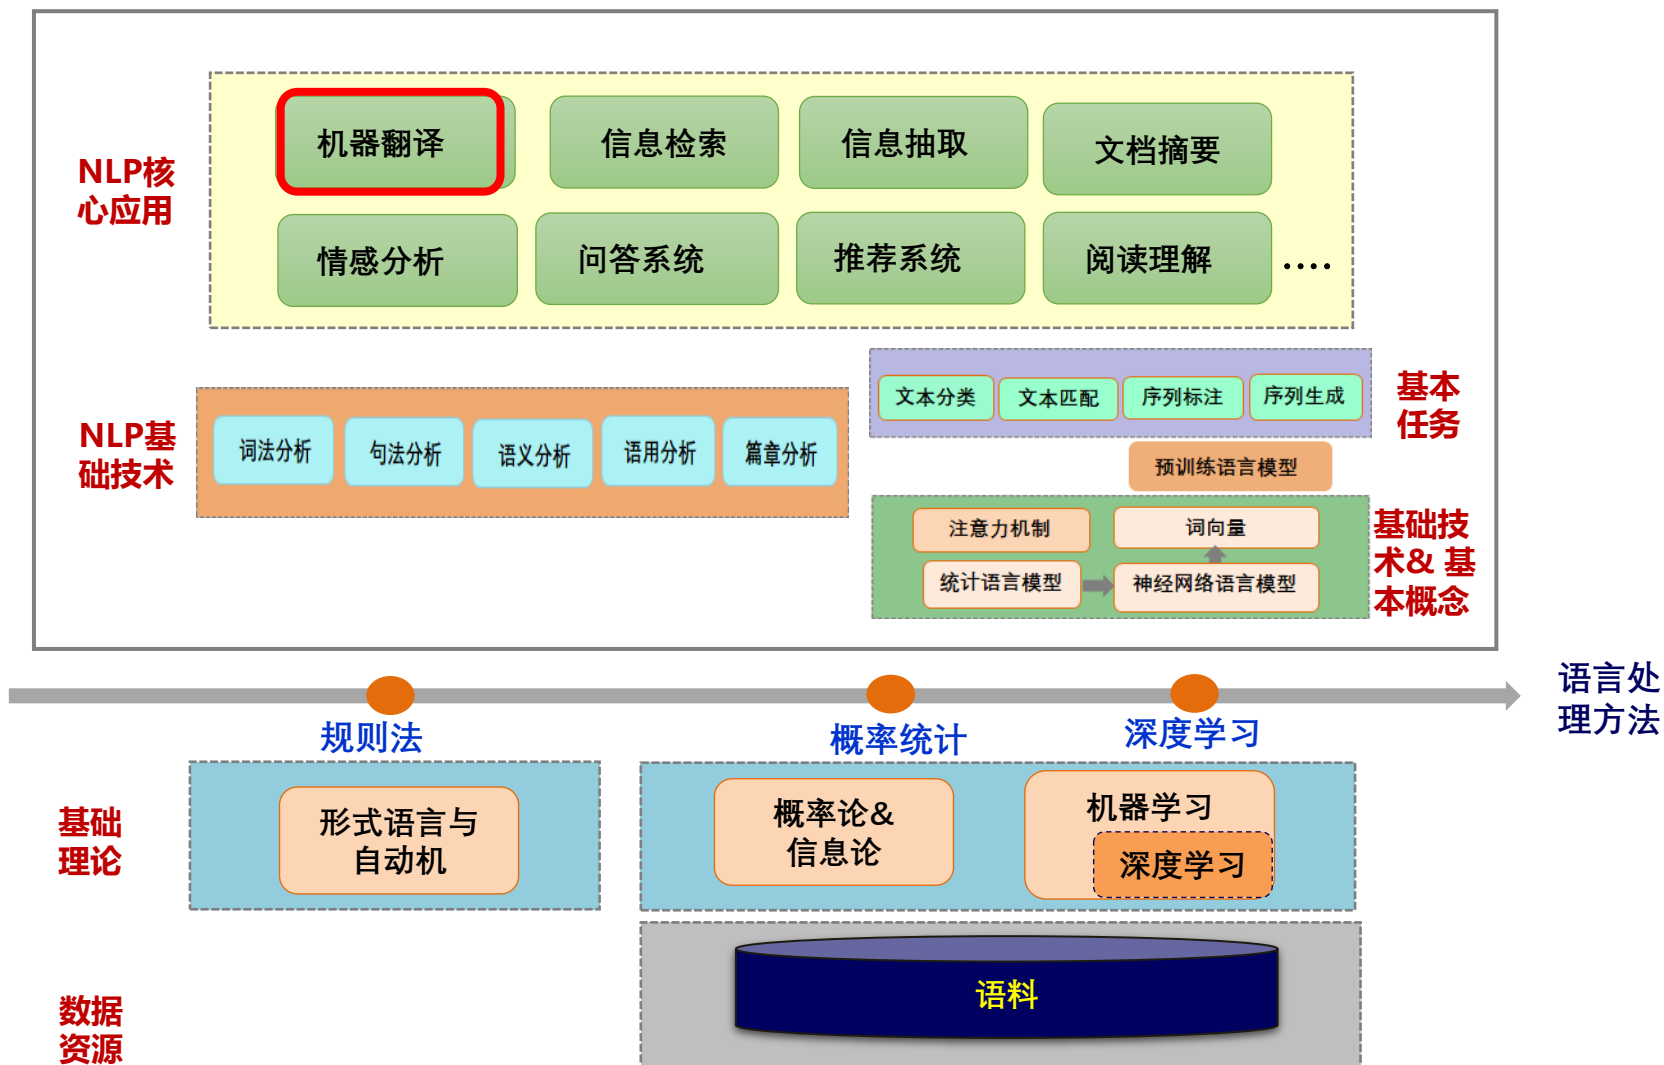 机器翻译
信息检索
信息抽取
文档摘要
NLP核
心应用
情感分析
问答系统
推荐系统
阅读理解
....
NLP基
础技术
词法分析
句法分析
语义分析
语用分析
篇章分析
文本分类
文本匹配
序列标注
序列生成
基本
任务
预训练语言模型
注意力机制
词向量
统计语言模型
神经网络语言模型
基础技
术& 基
本概念
语言处
理方法
规则法
概率统计
深度学习
基础
理论
形式语言与
自动机
概率论&
信息论
机器学习
深度学习
数据
资源
语料